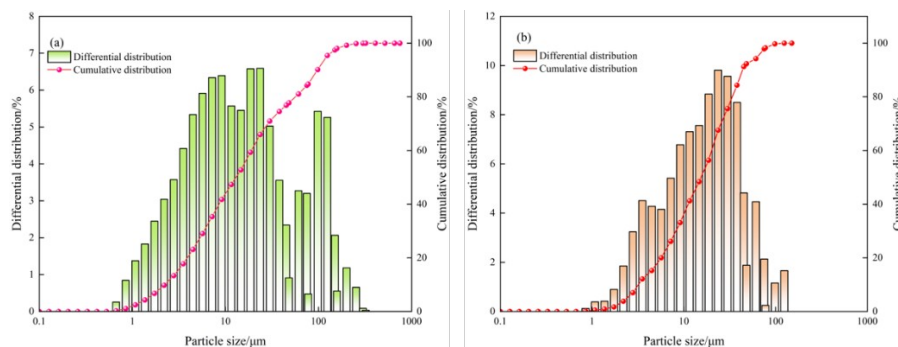 (a)
Differential distribution
Cumulative distribution
Differential distribution/%
8
7
6
5
4
3
2
1
0
Cumulative distribution/%
100
80
60
40
20
0
0.1 1 10 100 1000
Particle size/μm
(b)
Differential distribution
Cumulative distribution
Differential distribution/%
12
10
8
6
4
2
0
Cumulative distribution/%
100
80
60
40
20
0
0.1 1 10 100 1000
Particle size/μm